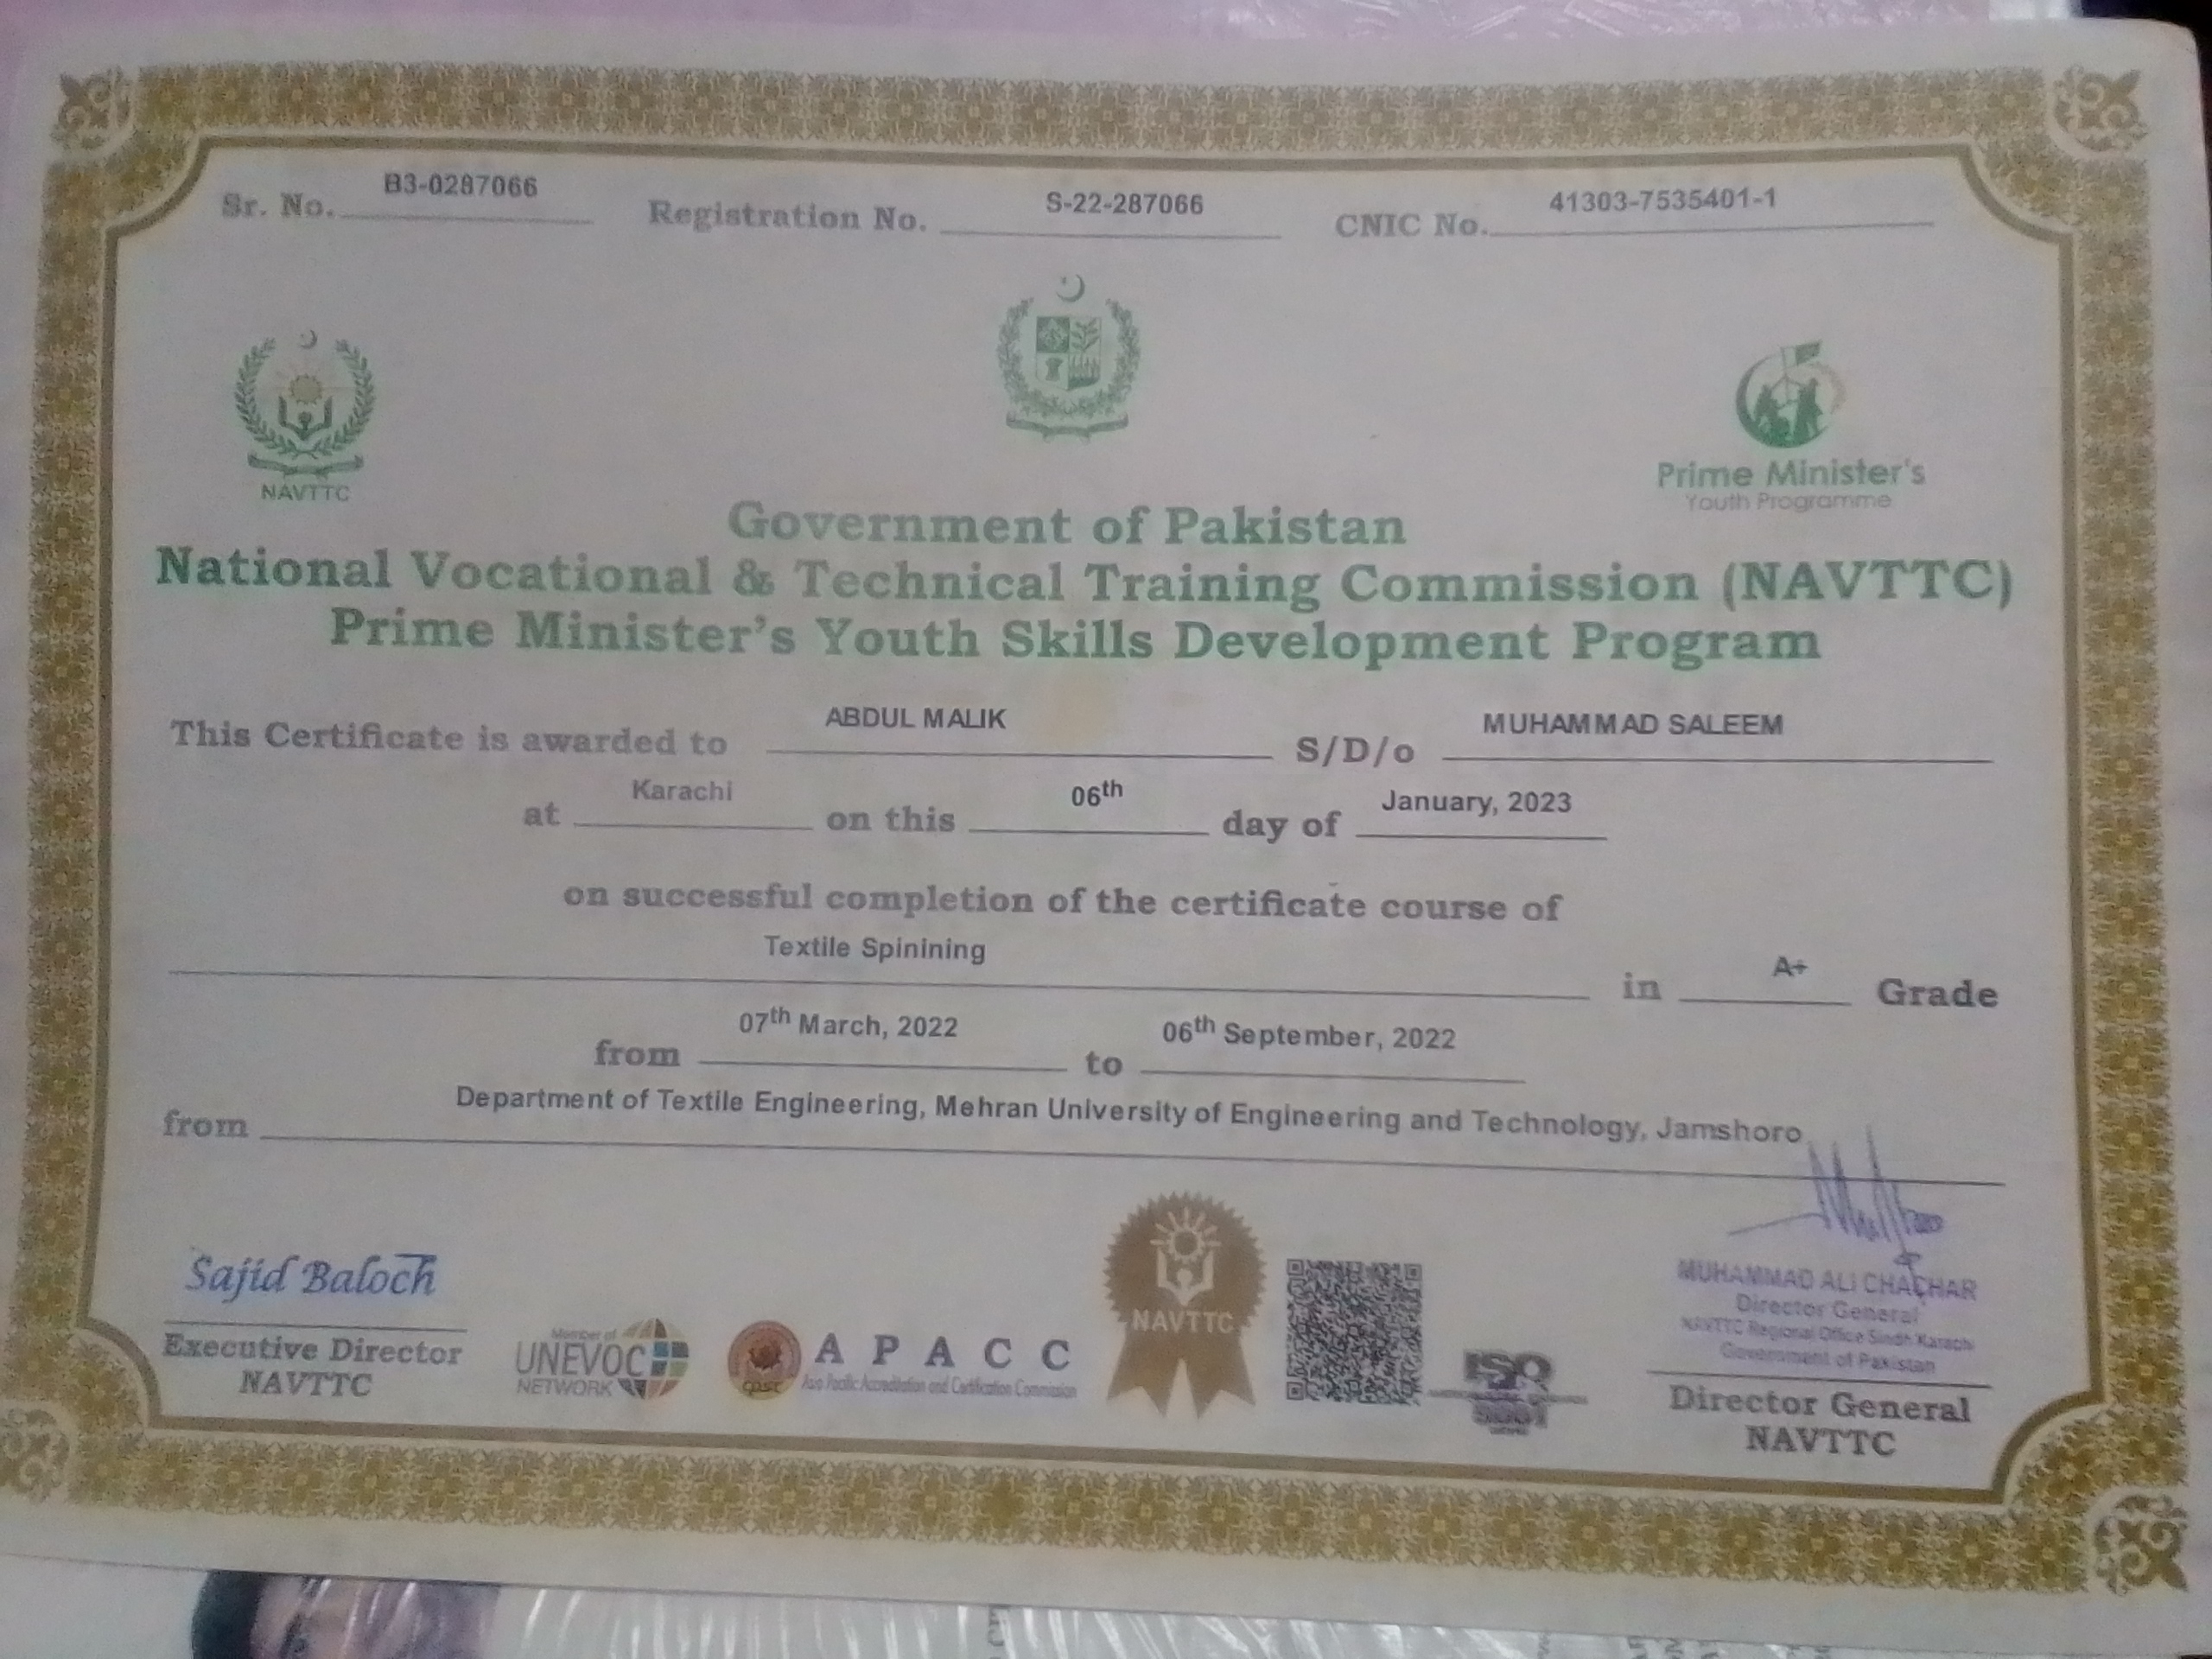 Sr. No. B3-0287066 Registration No. S-22-287066 CNIC No. 41303-7535401-1
NAVTTC
Prime Minister's
Youth Programme
Government of Pakistan
National Vocational & Technical Training Commission (NAVTTC)
Prime Minister's Youth Skills Development Program
This Certificate is awarded to ABDUL MALIK S/D/o MUHAMMAD SALEEM
at Karachi on this 06th day of January, 2023
on successful completion of the certificate course of
Textile Spinining in A+ Grade
from 07th March, 2022 to 06th September, 2022
from Department of Textile Engineering, Mehran University of Engineering and Technology, Jamshoro
Sajid Baloch
Executive Director
NAVTTC
Member of
UNEVOC
NETWORK
apsc
APACC
Asia Pacific Accreditation and Certification Commission
NAVTTC
ISO
9001
MUHAMMAD ALI CHACHAR
Director General
NAVTTC Regional Office Sindh Karachi
Government of Pakistan
Director General
NAVTTC